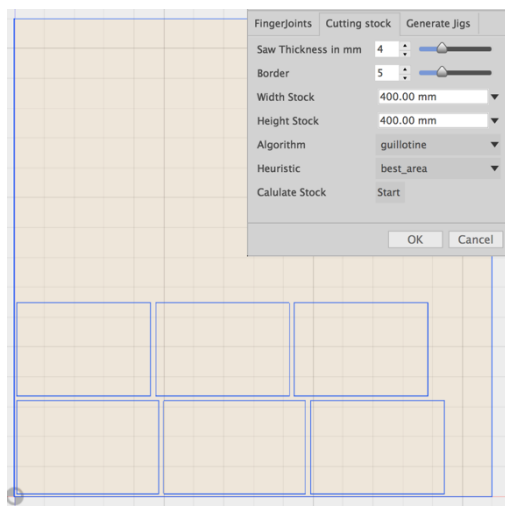 FingerJoints Cutting stock Generate Jigs
Saw Thickness in mm 4
Border 5
Width Stock 400.00 mm
Height Stock 400.00 mm
Algorithm guillotine
Heuristic best_area
Calulate Stock Start
OK Cancel